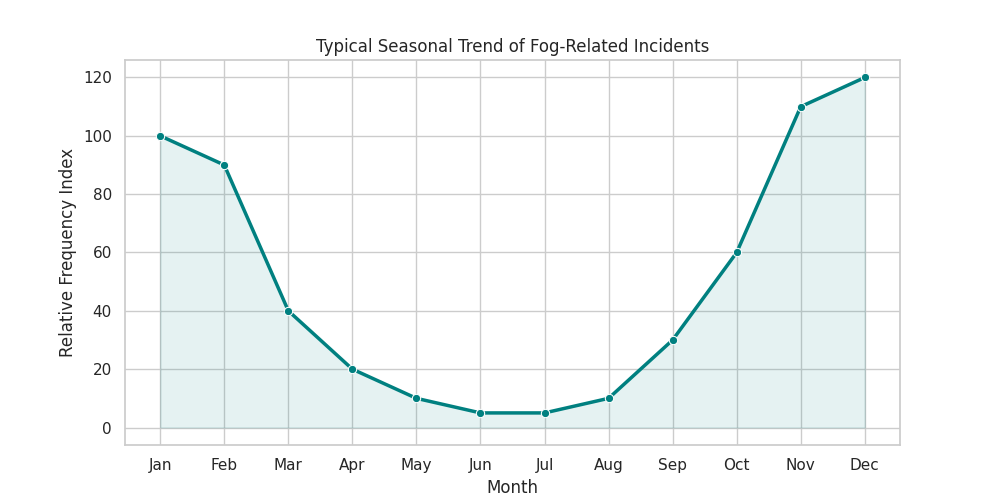 Typical Seasonal Trend of Fog-Related Incidents
Relative Frequency Index
120
100
80
60
40
20
0
Jan Feb Mar Apr May Jun Jul Aug Sep Oct Nov Dec
Month